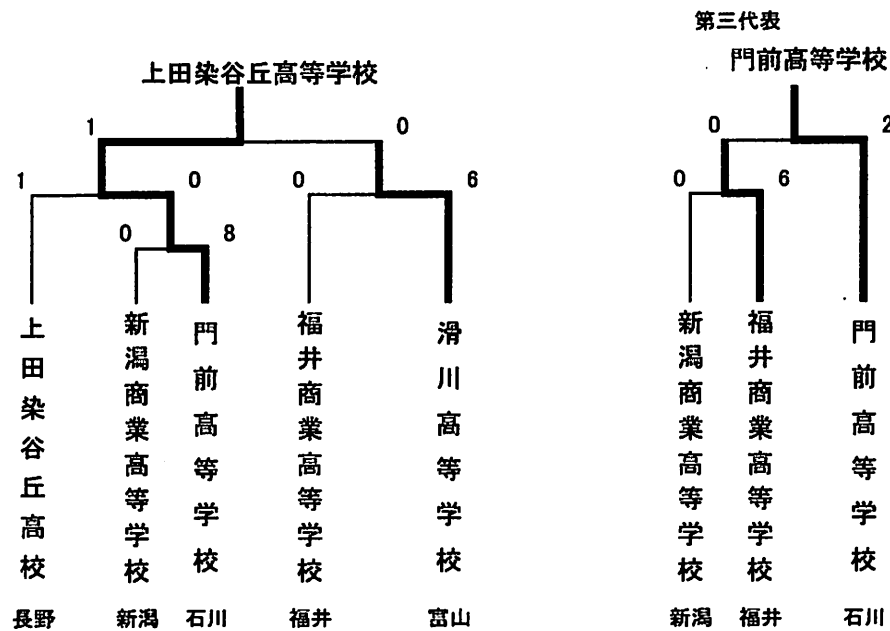 第三代表
上田染谷丘高等学校
門前高等学校
1
0
0
2
1
0
0
6
0
6
0
8
上田染谷丘高校
新潟商業高等学校
門前高等学校
福井商業高等学校
滑川高等学校
新潟商業高等学校
福井商業高等学校
門前高等学校
長野
新潟
石川
福井
富山
新潟
福井
石川